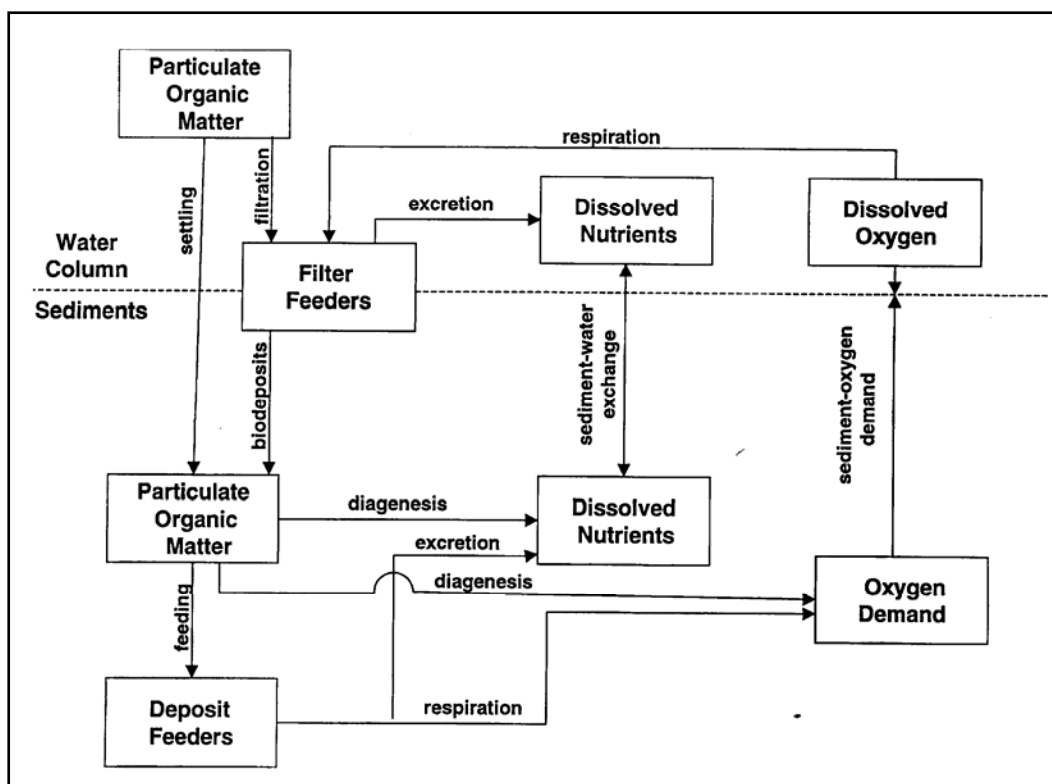 Particulate
Organic
Matter
respiration
settling
filtration
excretion
Dissolved
Nutrients
Dissolved
Oxygen
Water
Column
Filter
Feeders
Sediments
biodeposits
sediment-water
exchange
sediment-oxygen
demand
Particulate
Organic
Matter
diagenesis
Dissolved
Nutrients
excretion
diagenesis
Oxygen
Demand
feeding
Deposit
Feeders
respiration